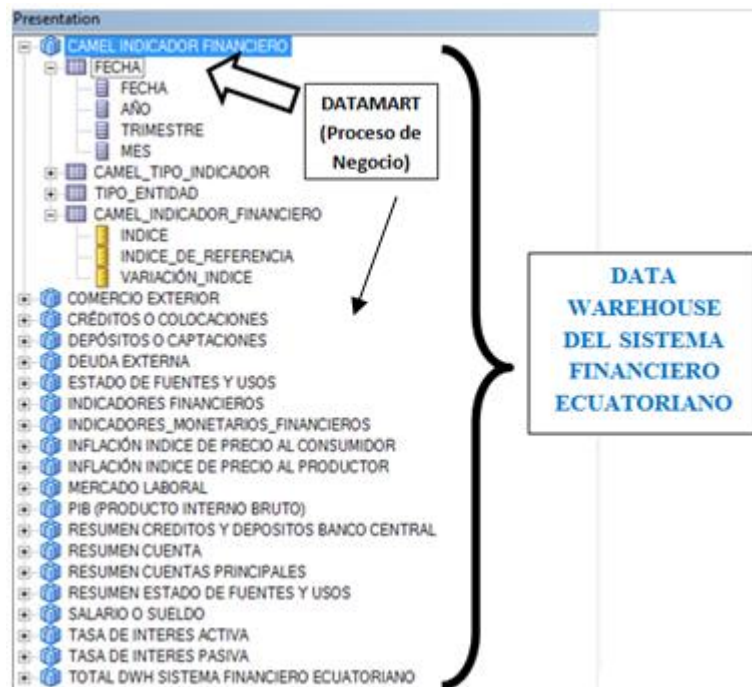 Presentation
CAMEL INDICADOR FINANCIERO
FECHA
FECHA
AÑO
TRIMESTRE
MES
CAMEL_TIPO_INDICADOR
TIPO_ENTIDAD
CAMEL_INDICADOR_FINANCIERO
INDICE
INDICE_DE_REFERENCIA
VARIACIÓN_INDICE
COMERCIO EXTERIOR
CRÉDITOS O COLOCACIONES
DEPÓSITOS O CAPTACIONES
DEUDA EXTERNA
ESTADO DE FUENTES Y USOS
INDICADORES FINANCIEROS
INDICADORES_MONETARIOS_FINANCIEROS
INFLACIÓN INDICE DE PRECIO AL CONSUMIDOR
INFLACIÓN INDICE DE PRECIO AL PRODUCTOR
MERCADO LABORAL
PIB (PRODUCTO INTERNO BRUTO)
RESUMEN CREDITOS Y DEPOSITOS BANCO CENTRAL
RESUMEN CUENTA
RESUMEN CUENTAS PRINCIPALES
RESUMEN ESTADO DE FUENTES Y USOS
SALARIO O SUELDO
TASA DE INTERES ACTIVA
TASA DE INTERES PASIVA
TOTAL DWH SISTEMA FINANCIERO ECUATORIANO
DATAMART
(Proceso de
Negocio)
DATA
WAREHOUSE
DEL SISTEMA
FINANCIERO
ECUATORIANO